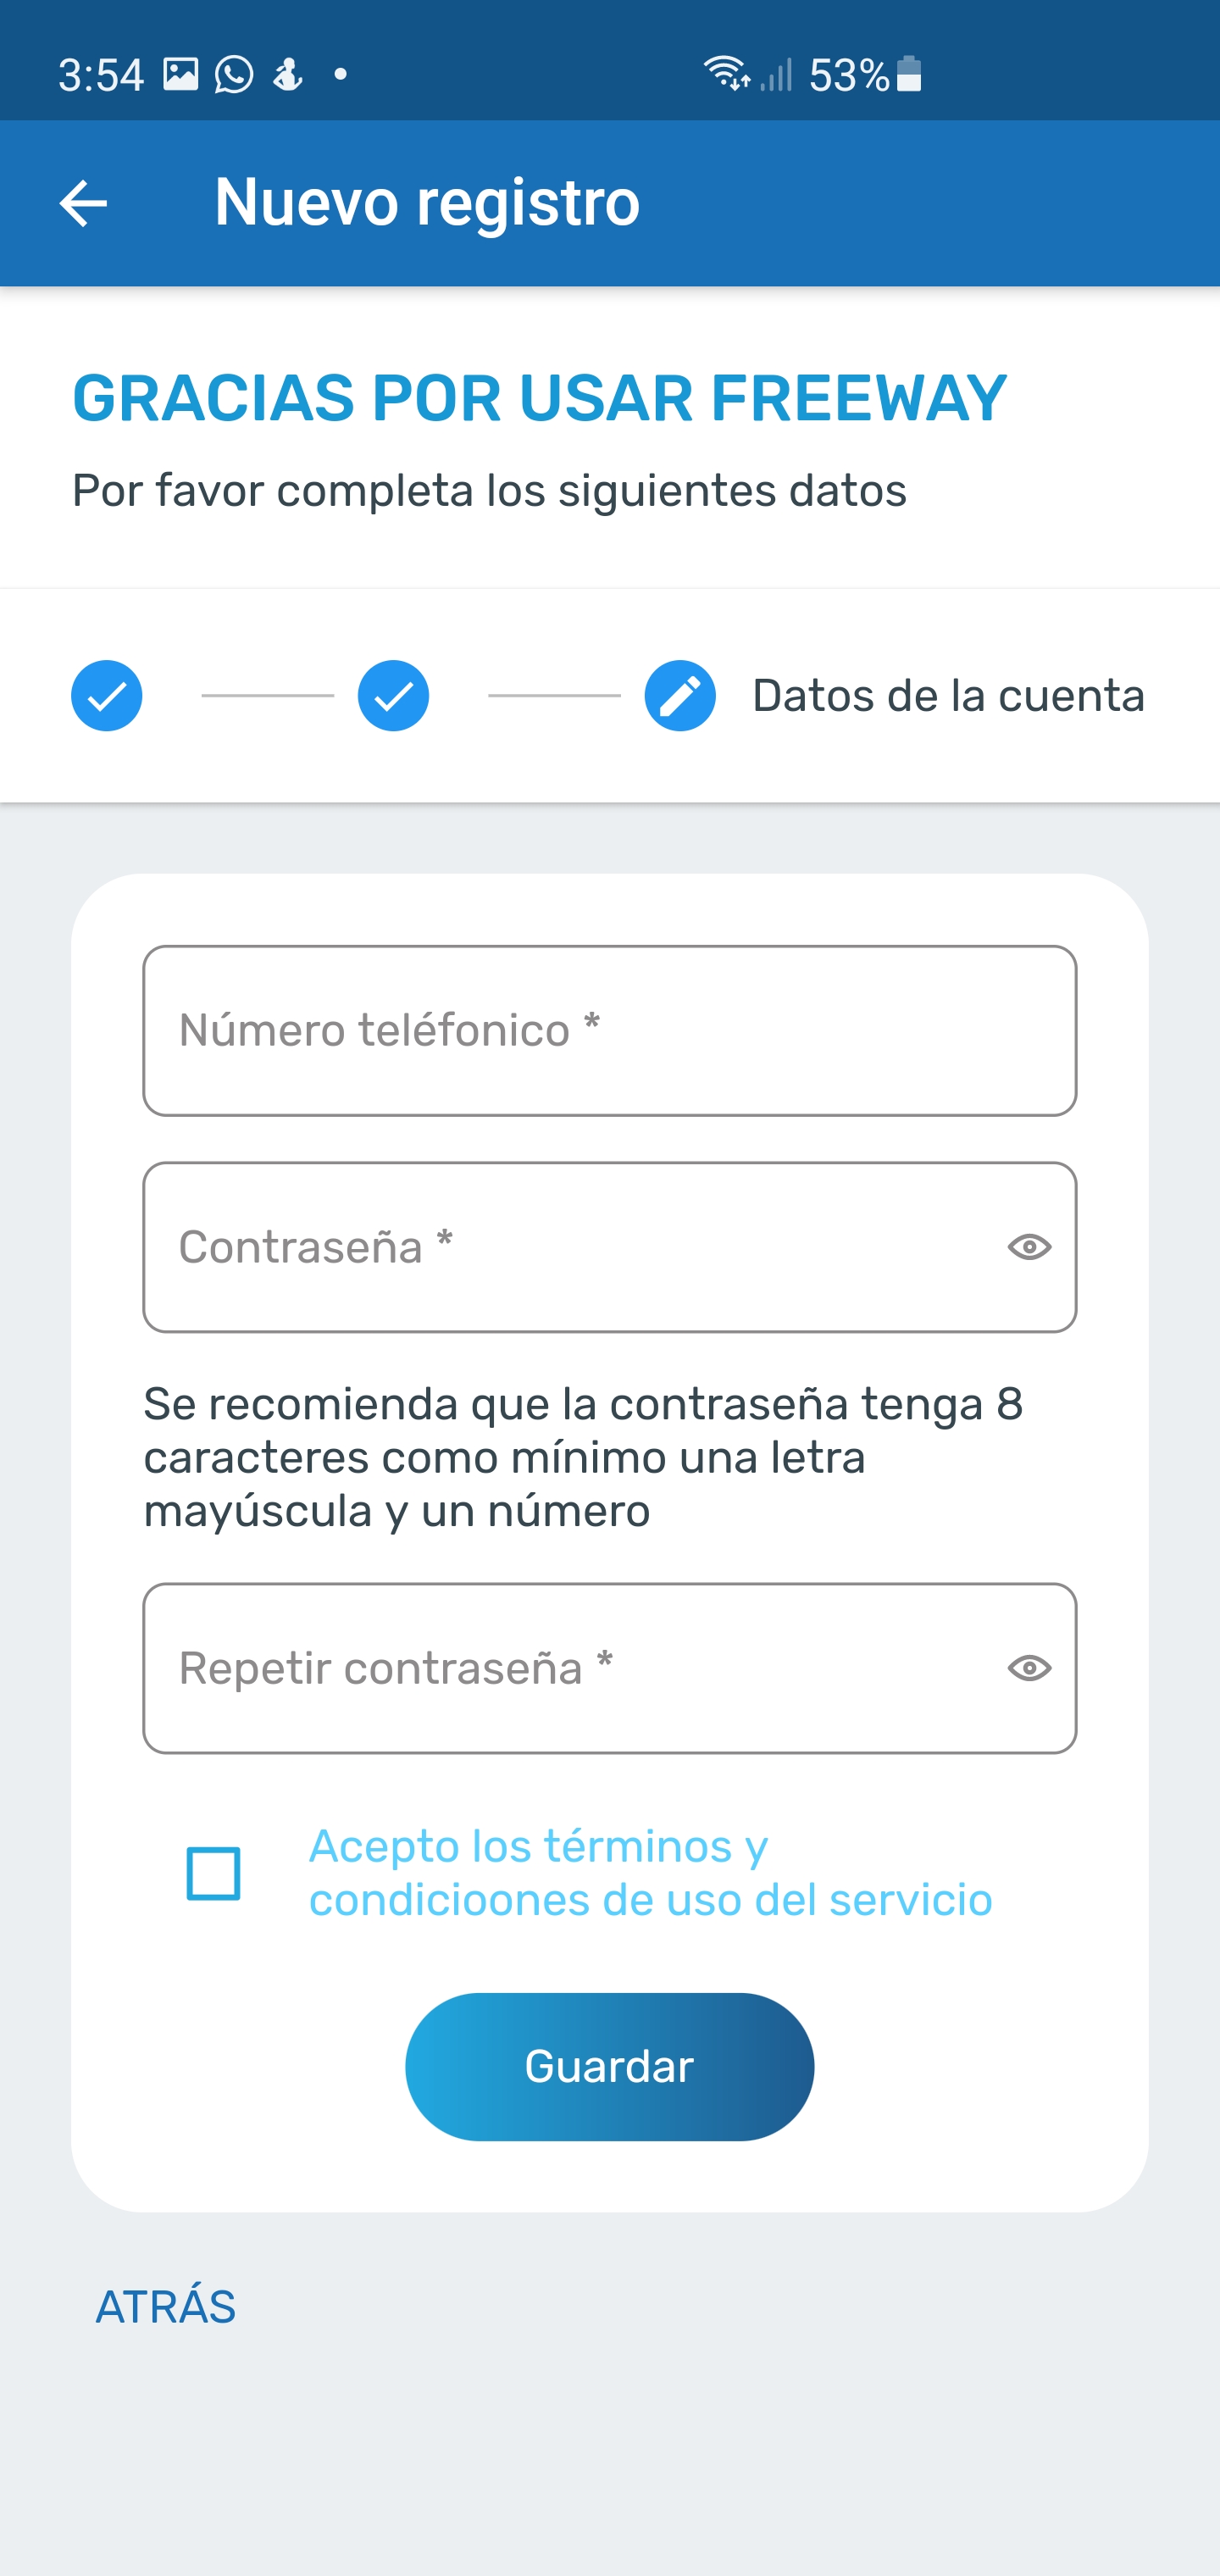 3:54
53%
Nuevo registro
GRACIAS POR USAR FREEWAY
Por favor completa los siguientes datos
Datos de la cuenta
Número teléfonico *
Contraseña *
Se recomienda que la contraseña tenga 8
caracteres como mínimo una letra
mayúscula y un número
Repetir contraseña *
Acepto los términos y
condicioones de uso del servicio
Guardar
ATRÁS